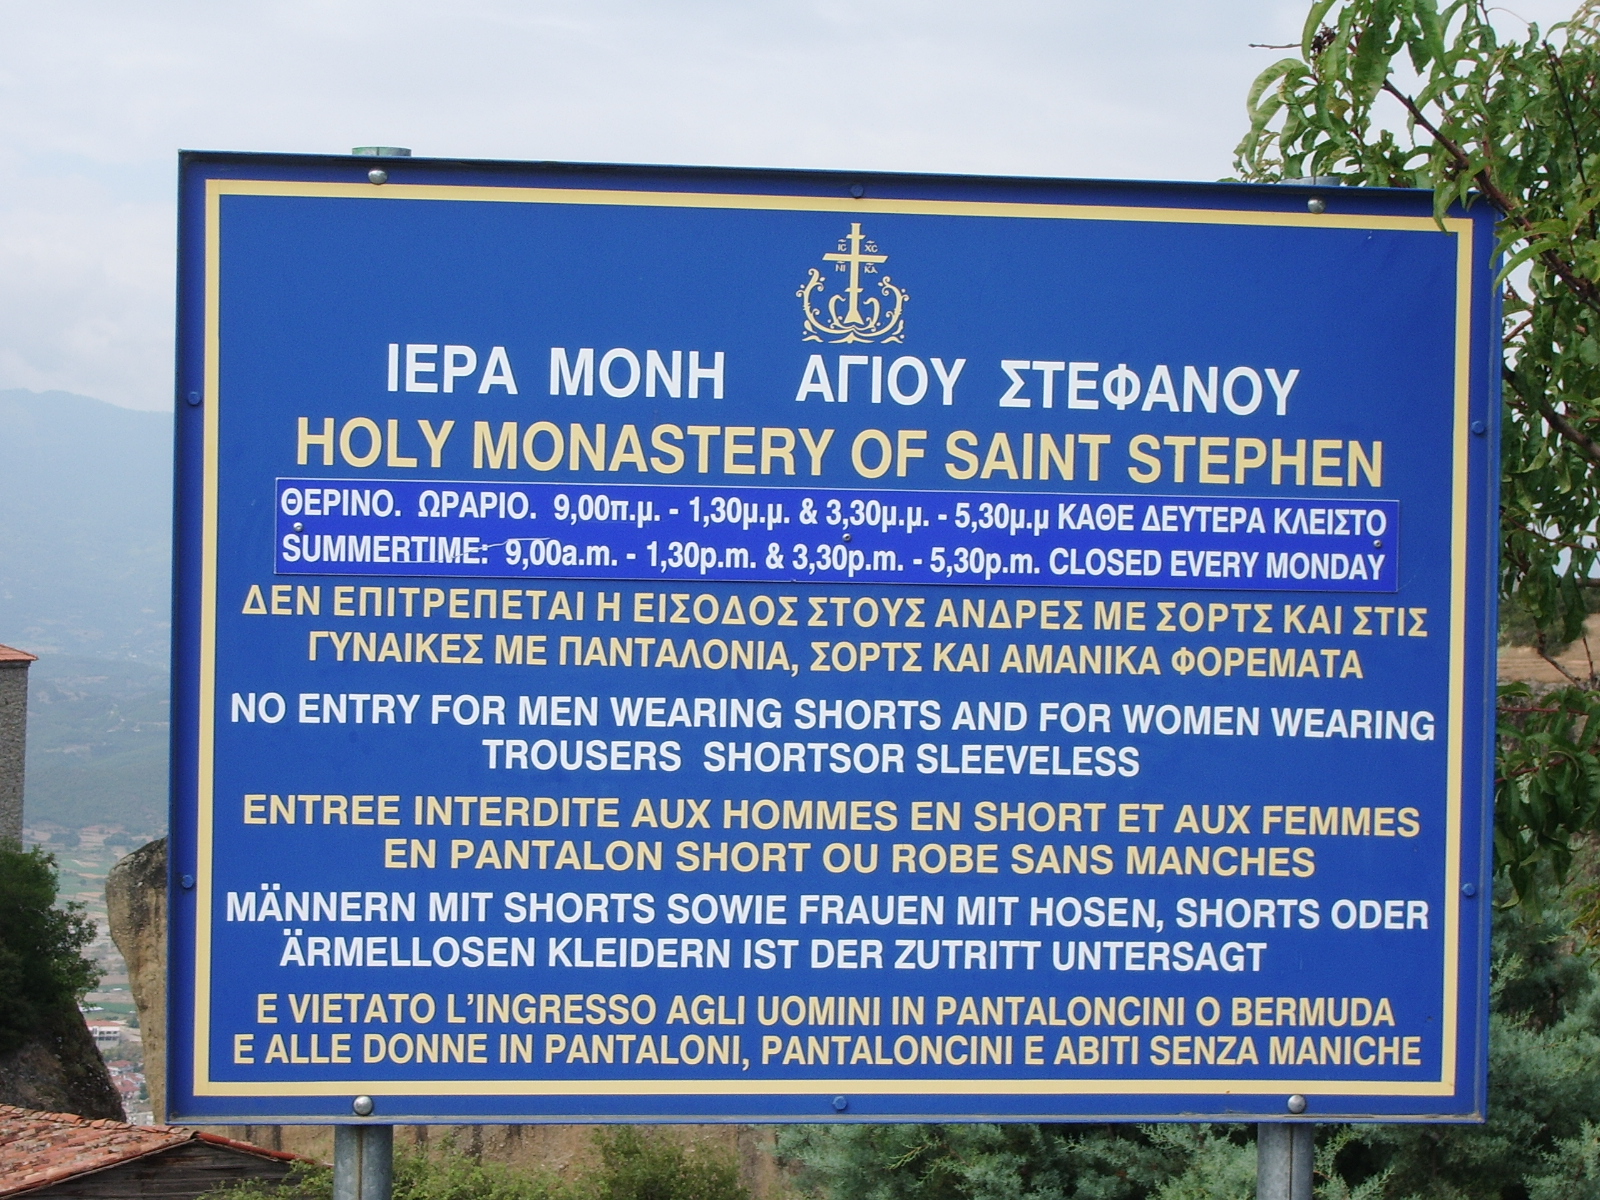 IC XC
NI KA
ΙΕΡΑ ΜΟΝΗ ΑΓΙΟΥ ΣΤΕΦΑΝΟΥ
HOLY MONASTERY OF SAINT STEPHEN
ΘΕΡΙΝΟ. ΩΡΑΡΙΟ. 9,00π.μ. - 1,30μ.μ. & 3,30μ.μ. - 5,30μ.μ ΚΑΘΕ ΔΕΥΤΕΡΑ ΚΛΕΙΣΤΟ
SUMMERTIME: 9,00a.m. - 1,30p.m. & 3,30p.m. - 5,30p.m. CLOSED EVERY MONDAY
ΔΕΝ ΕΠΙΤΡΕΠΕΤΑΙ Η ΕΙΣΟΔΟΣ ΣΤΟΥΣ ΑΝΔΡΕΣ ΜΕ ΣΟΡΤΣ ΚΑΙ ΣΤΙΣ
ΓΥΝΑΙΚΕΣ ΜΕ ΠΑΝΤΑΛΟΝΙΑ, ΣΟΡΤΣ ΚΑΙ ΑΜΑΝΙΚΑ ΦΟΡΕΜΑΤΑ
NO ENTRY FOR MEN WEARING SHORTS AND FOR WOMEN WEARING
TROUSERS SHORTSOR SLEEVELESS
ENTREE INTERDITE AUX HOMMES EN SHORT ET AUX FEMMES
EN PANTALON SHORT OU ROBE SANS MANCHES
MÄNNERN MIT SHORTS SOWIE FRAUEN MIT HOSEN, SHORTS ODER
ÄRMELLOSEN KLEIDERN IST DER ZUTRITT UNTERSAGT
E VIETATO L'INGRESSO AGLI UOMINI IN PANTALONCINI O BERMUDA
E ALLE DONNE IN PANTALONI, PANTALONCINI E ABITI SENZA MANICHE